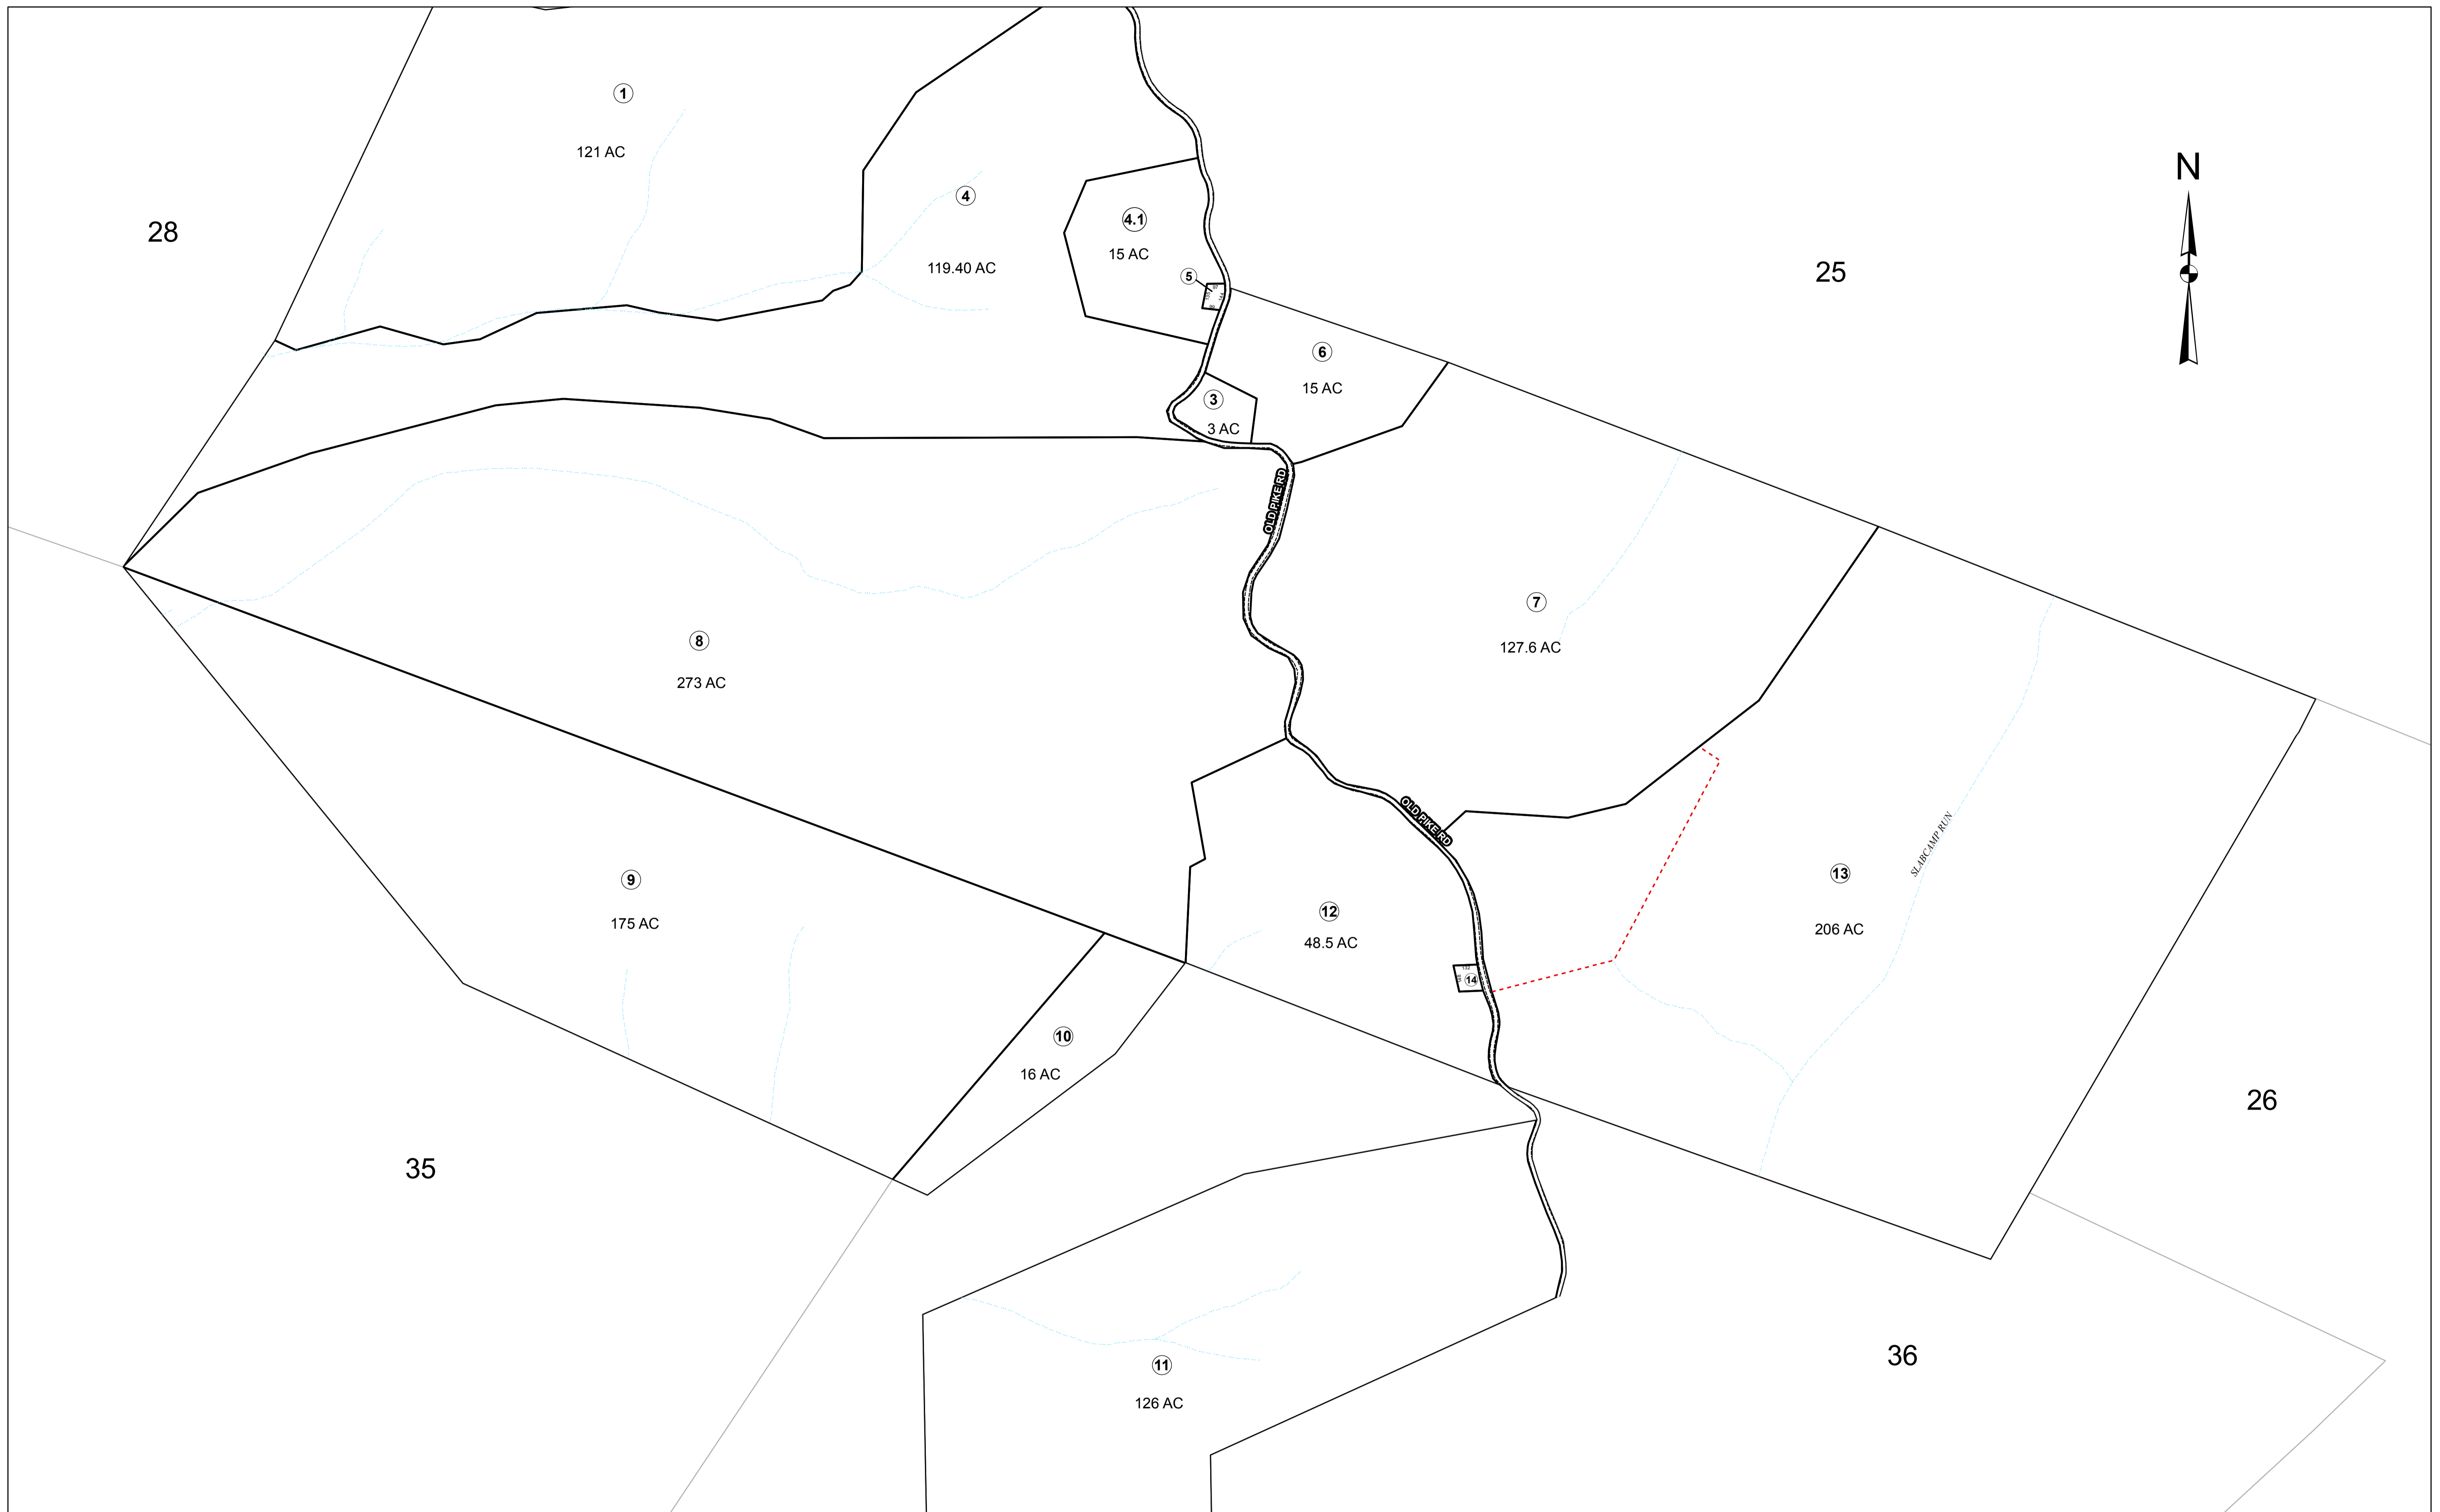 1
121 AC
N
4
4.1
28
15 AC
119.40 AC
25
5
6
15 AC
3
3 AC
OLD PIKE RD
7
127.6 AC
8
273 AC
OLD PIKE RD
SLABCAMP RUN
9
175 AC
12
48.5 AC
13
206 AC
132
14
10
16 AC
26
35
36
11
126 AC